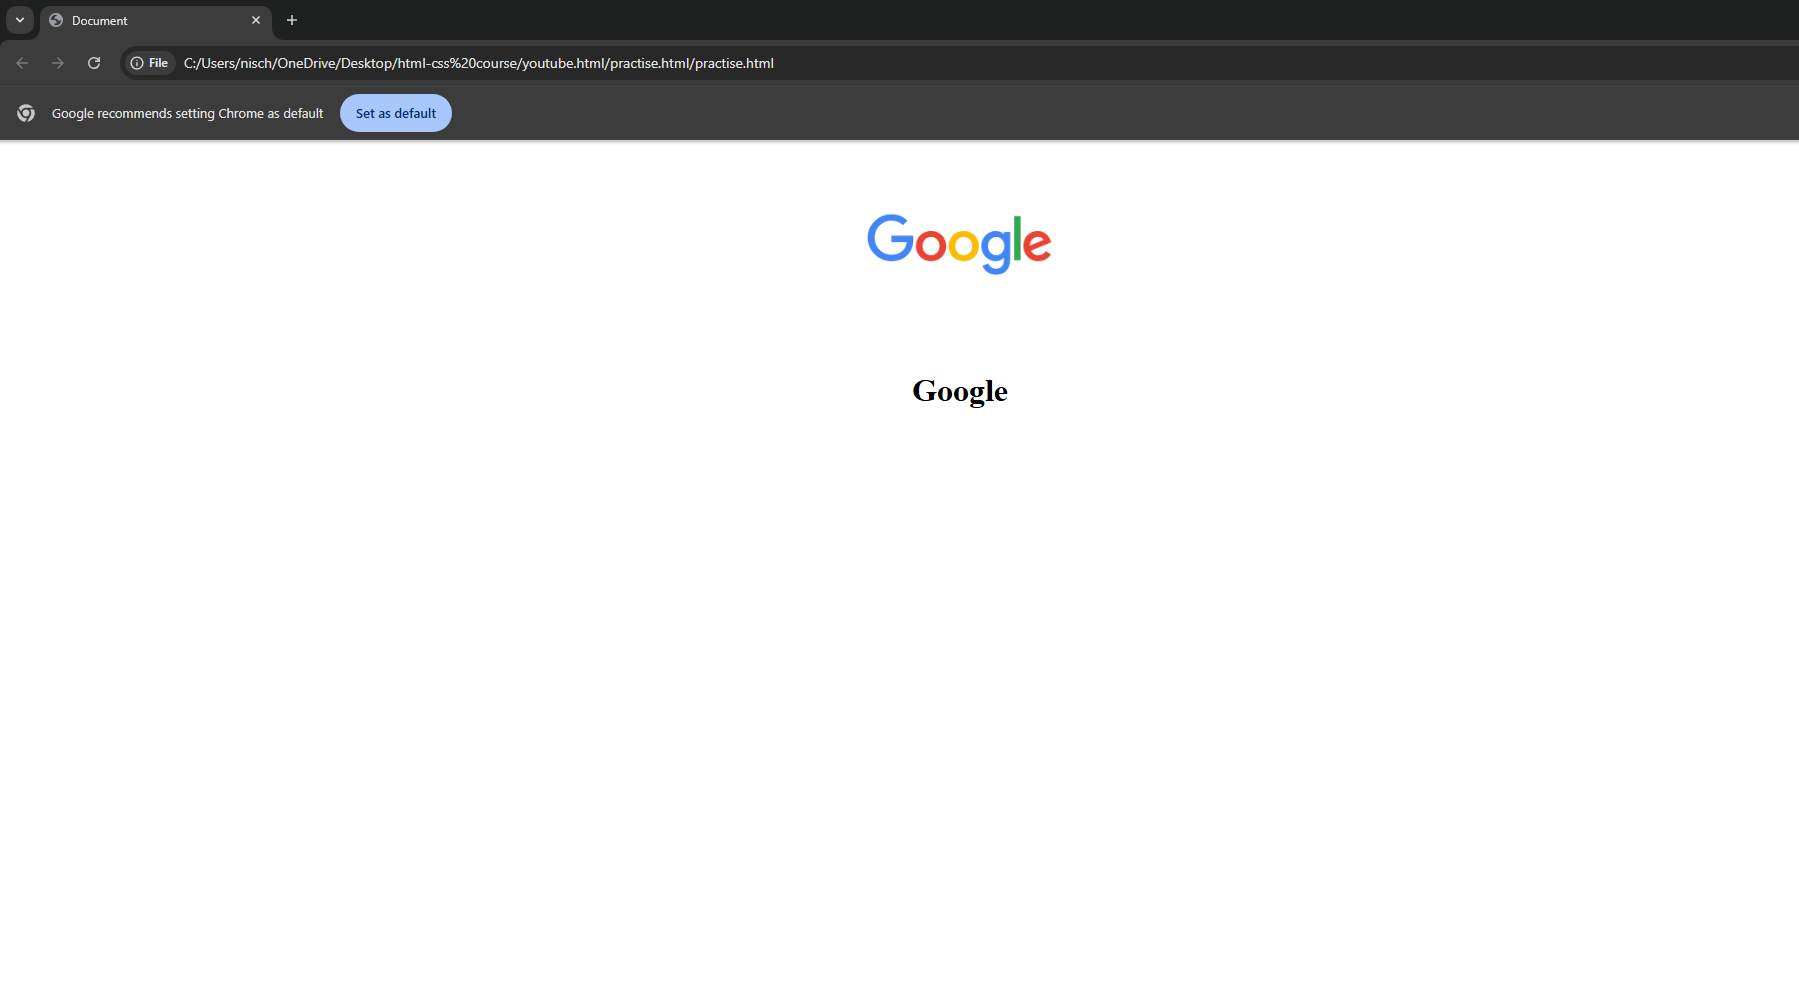 Document
File C:/Users/nisch/OneDrive/Desktop/html-css%20course/youtube.html/practise.html/practise.html
Google recommends setting Chrome as default Set as default
Google
Google